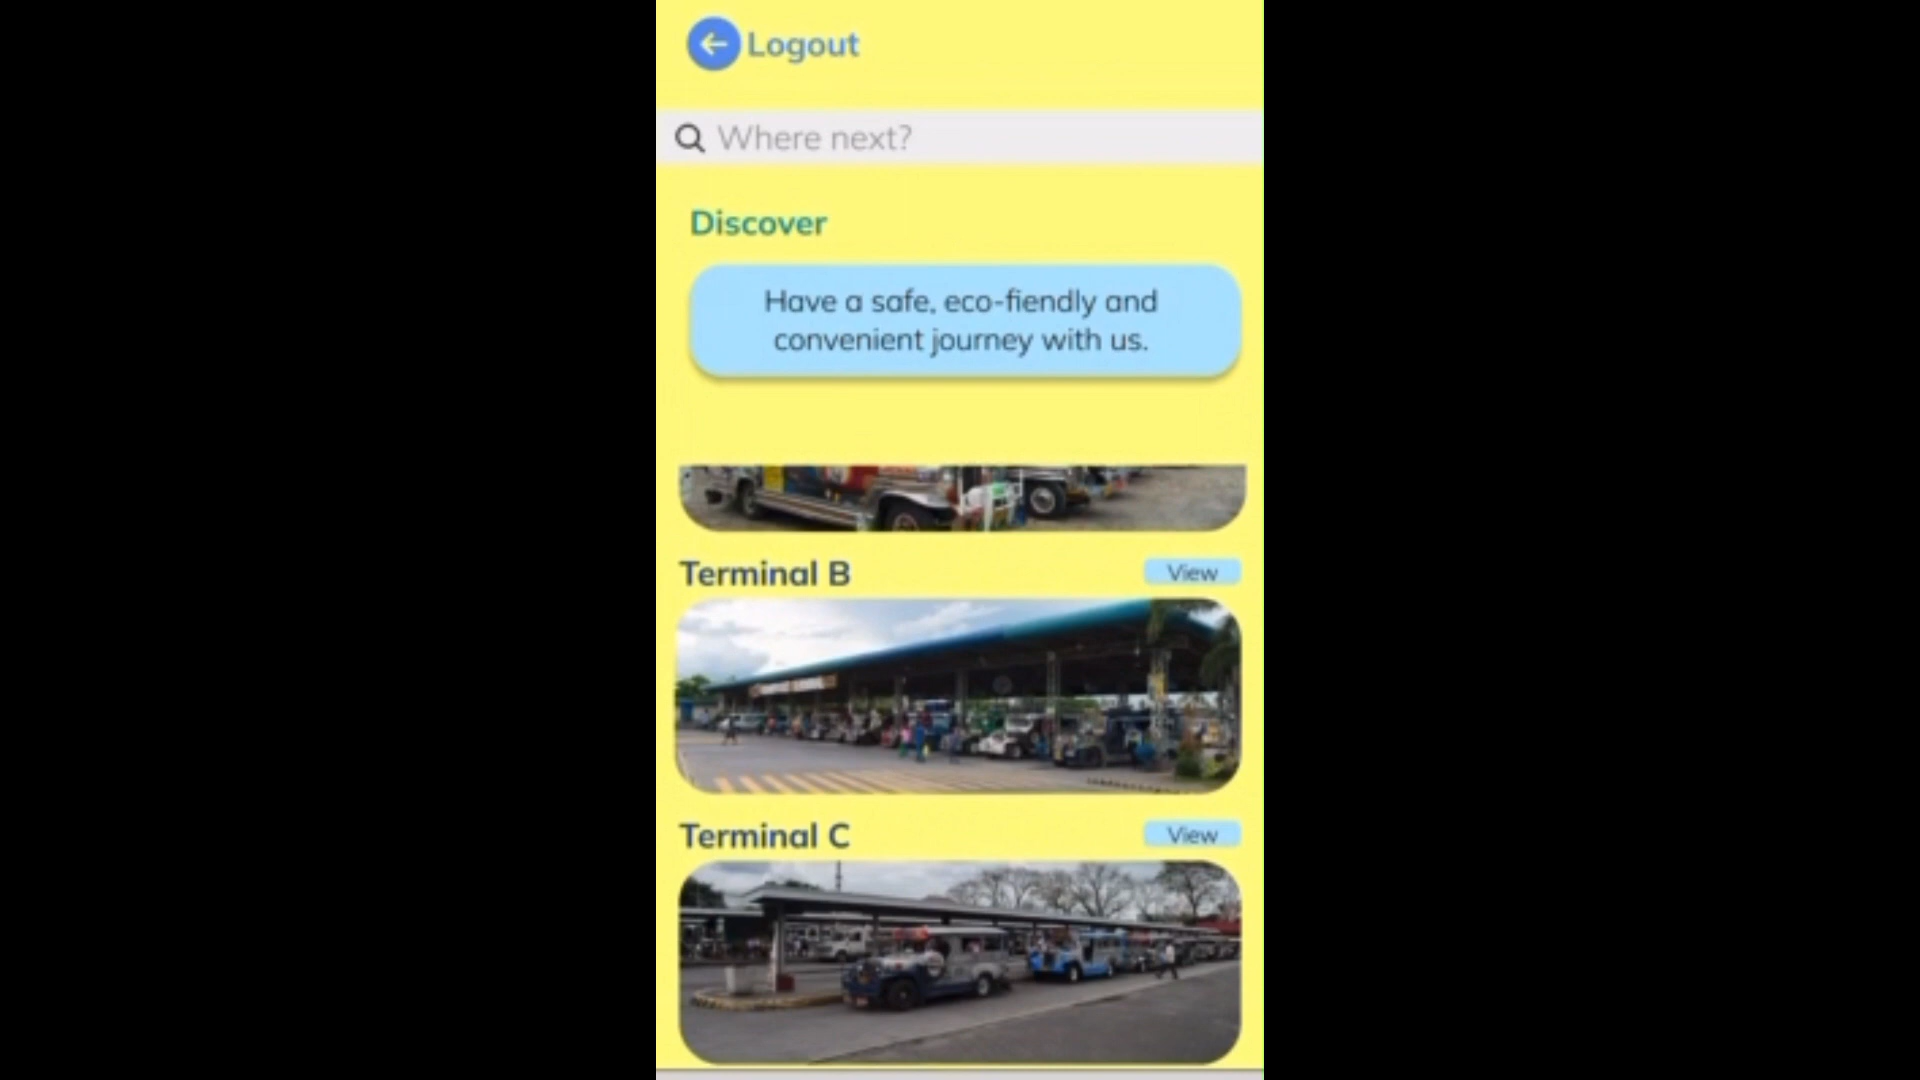 Logout
Where next?
Discover
Have a safe, eco-fiendly and
convenient journey with us.
Terminal B
View
Terminal C
View